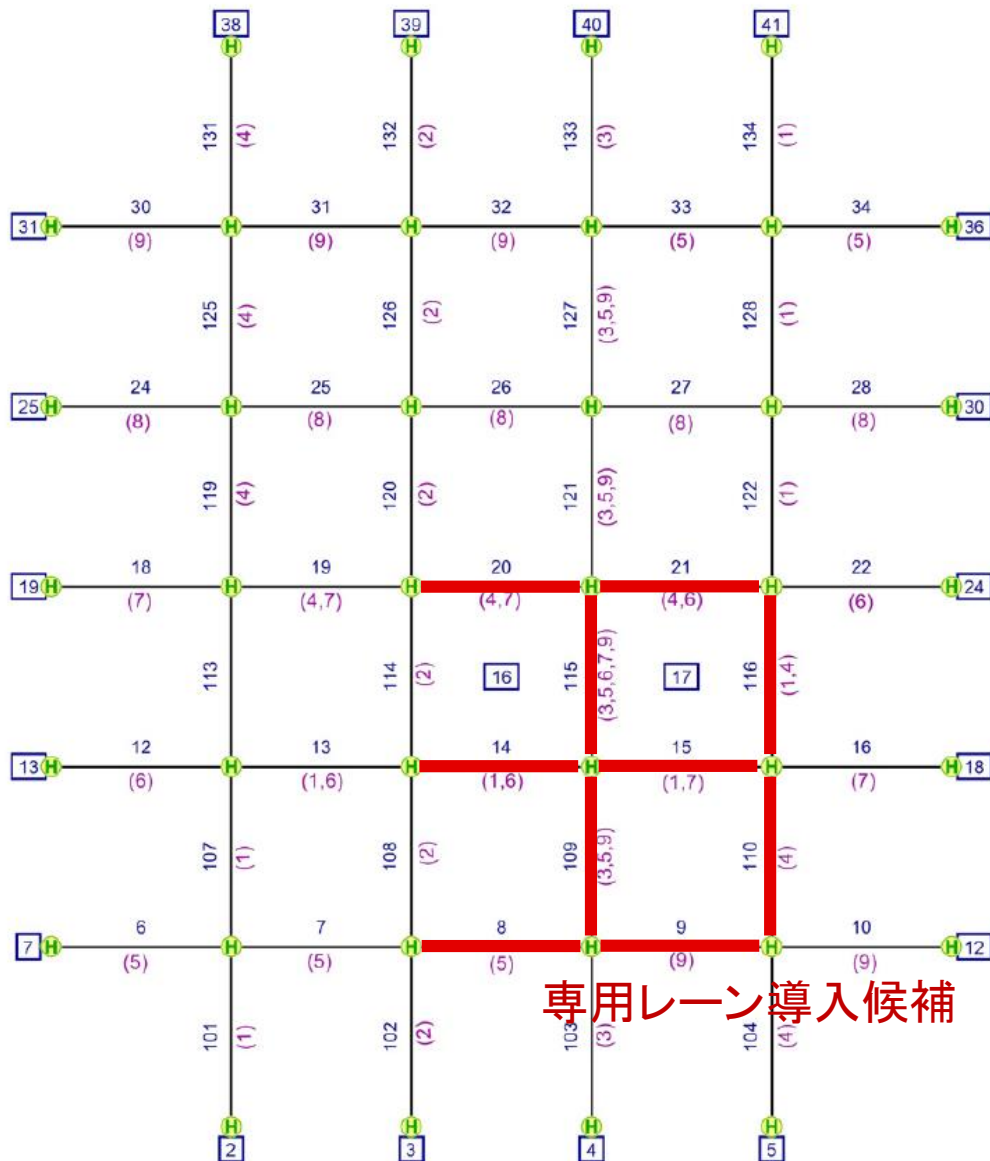 38 39 40 41
H H H H
131 (4) 132 (2) 133 (3) 134 (1)
30 31 32 33 34
31 H H H H H H 36
(9) (9) (9) (5) (5)
125 (4) 126 (2) 127 (3,5,9) 128 (1)
24 25 26 27 28
25 H H H H H H 30
(8) (8) (8) (8) (8)
119 (4) 120 (2) 121 (3,5,9) 122 (1)
18 19 20 21 22
19 H H H H H H 24
(7) (4,7) (4,7) (4,6) (6)
113 114 (2) 16 115 (3,5,6,7,9) 17 116 (1,4)
12 13 14 15 16
13 H H H H H H 18
(6) (1,6) (1,6) (1,7) (7)
107 (1) 108 (2) 109 (3,5,9) 110 (4)
6 7 8 9 10
7 H H H H H H 12
(5) (5) (5) (9) (9)
専用レーン導入候補
101 (1) 102 (2) 103 (3) 104 (4)
H H H H
2 3 4 5